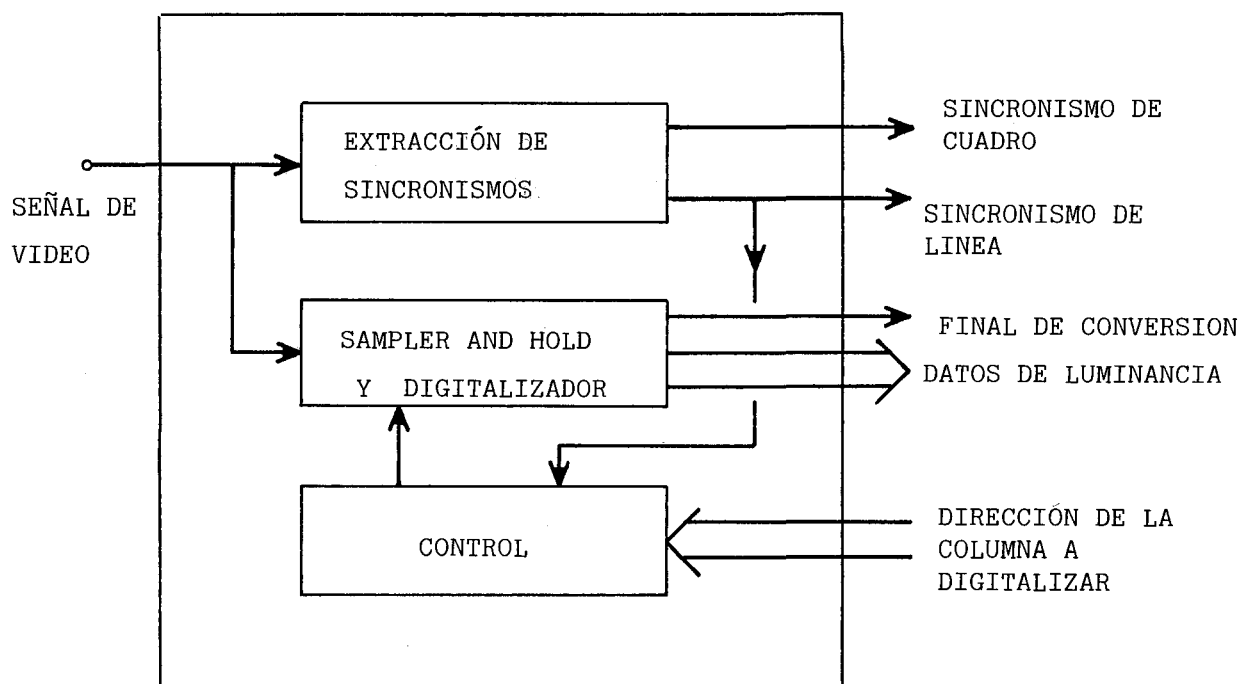 SEÑAL DE
VIDEO
EXTRACCIÓN DE
SINCRONISMOS
SINCRONISMO DE
CUADRO
SINCRONISMO DE
LINEA
SAMPLER AND HOLD
Y DIGITALIZADOR
FINAL DE CONVERSION
DATOS DE LUMINANCIA
CONTROL
DIRECCIÓN DE LA
COLUMNA A
DIGITALIZAR